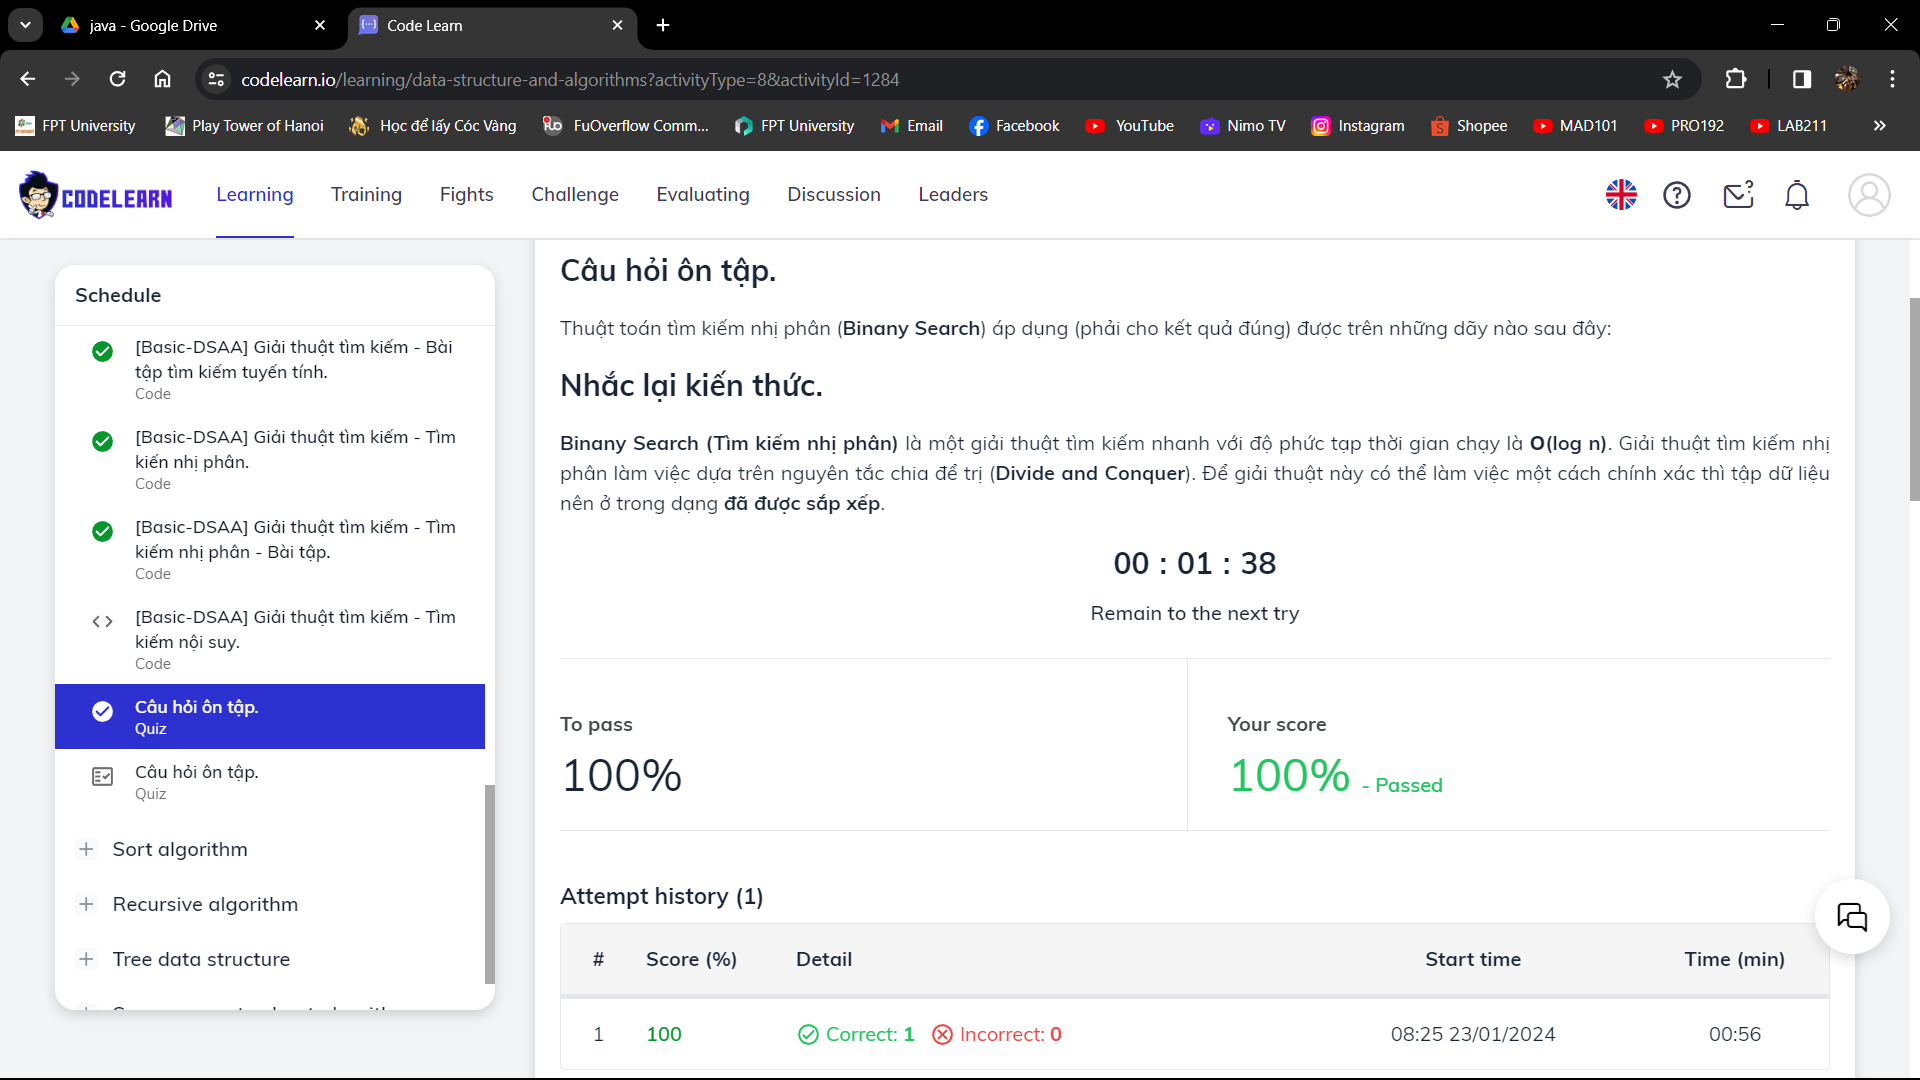 java - Google Drive
Code Learn
codelearn.io/learning/data-structure-and-algorithms?activityType=8&activityId=1284
FPT University
Play Tower of Hanoi
Học để lấy Cóc Vàng
FuOverflow Comm...
FPT University
Email
Facebook
YouTube
Nimo TV
Instagram
Shopee
MAD101
PRO192
LAB211
CODELEARN
Learning
Training
Fights
Challenge
Evaluating
Discussion
Leaders
Schedule
[Basic-DSAA] Giải thuật tìm kiếm - Bài
tập tìm kiếm tuyến tính.
Code
[Basic-DSAA] Giải thuật tìm kiếm - Tìm
kiến nhị phân.
Code
[Basic-DSAA] Giải thuật tìm kiếm - Tìm
kiếm nhị phân - Bài tập.
Code
[Basic-DSAA] Giải thuật tìm kiếm - Tìm
kiếm nội suy.
Code
Câu hỏi ôn tập.
Quiz
Câu hỏi ôn tập.
Quiz
Sort algorithm
Recursive algorithm
Tree data structure
Câu hỏi ôn tập.
Thuật toán tìm kiếm nhị phân (Binany Search) áp dụng (phải cho kết quả đúng) được trên những dãy nào sau đây:
Nhắc lại kiến thức.
Binany Search (Tìm kiếm nhị phân) là một giải thuật tìm kiếm nhanh với độ phức tạp thời gian chạy là O(log n). Giải thuật tìm kiếm nhị
phân làm việc dựa trên nguyên tắc chia để trị (Divide and Conquer). Để giải thuật này có thể làm việc một cách chính xác thì tập dữ liệu
nên ở trong dạng đã được sắp xếp.
00 : 01 : 38
Remain to the next try
To pass
100%
Your score
100% - Passed
Attempt history (1)
# Score (%) Detail Start time Time (min)
1 100 Correct: 1 Incorrect: 0 08:25 23/01/2024 00:56